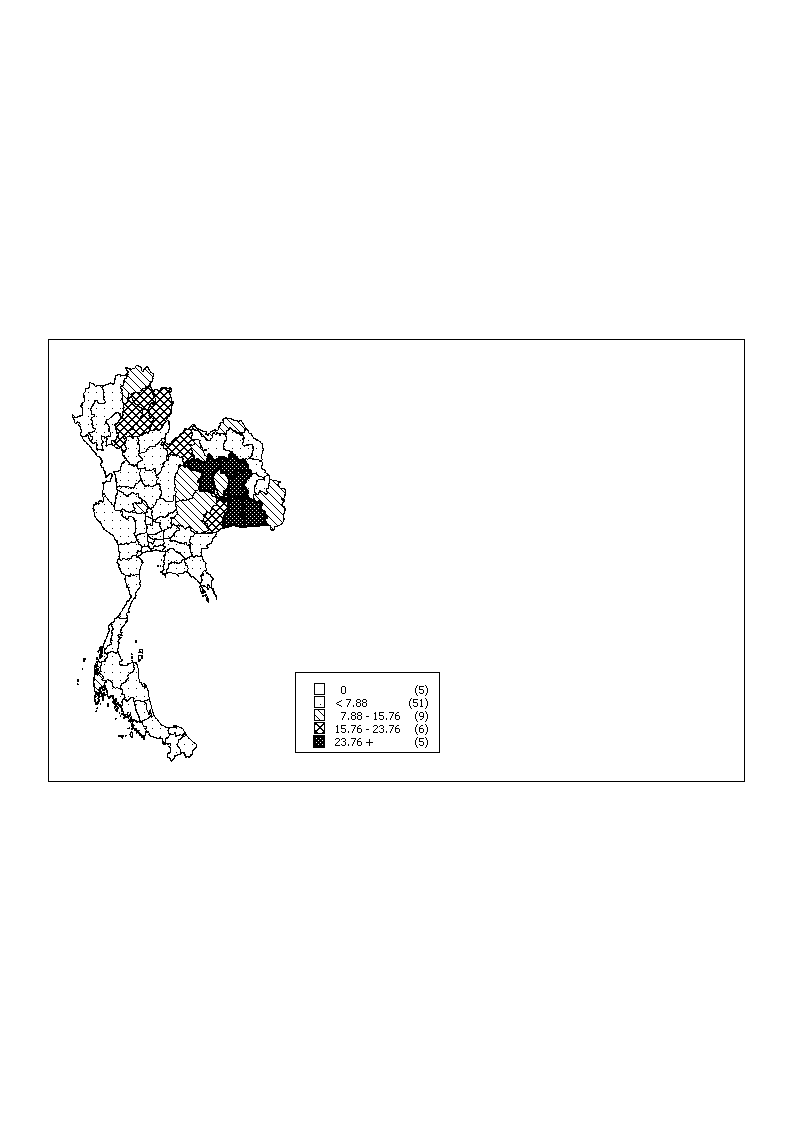 0 (5)
< 7.88 (51)
7.88 - 15.76 (9)
15.76 - 23.76 (6)
23.76 + (5)